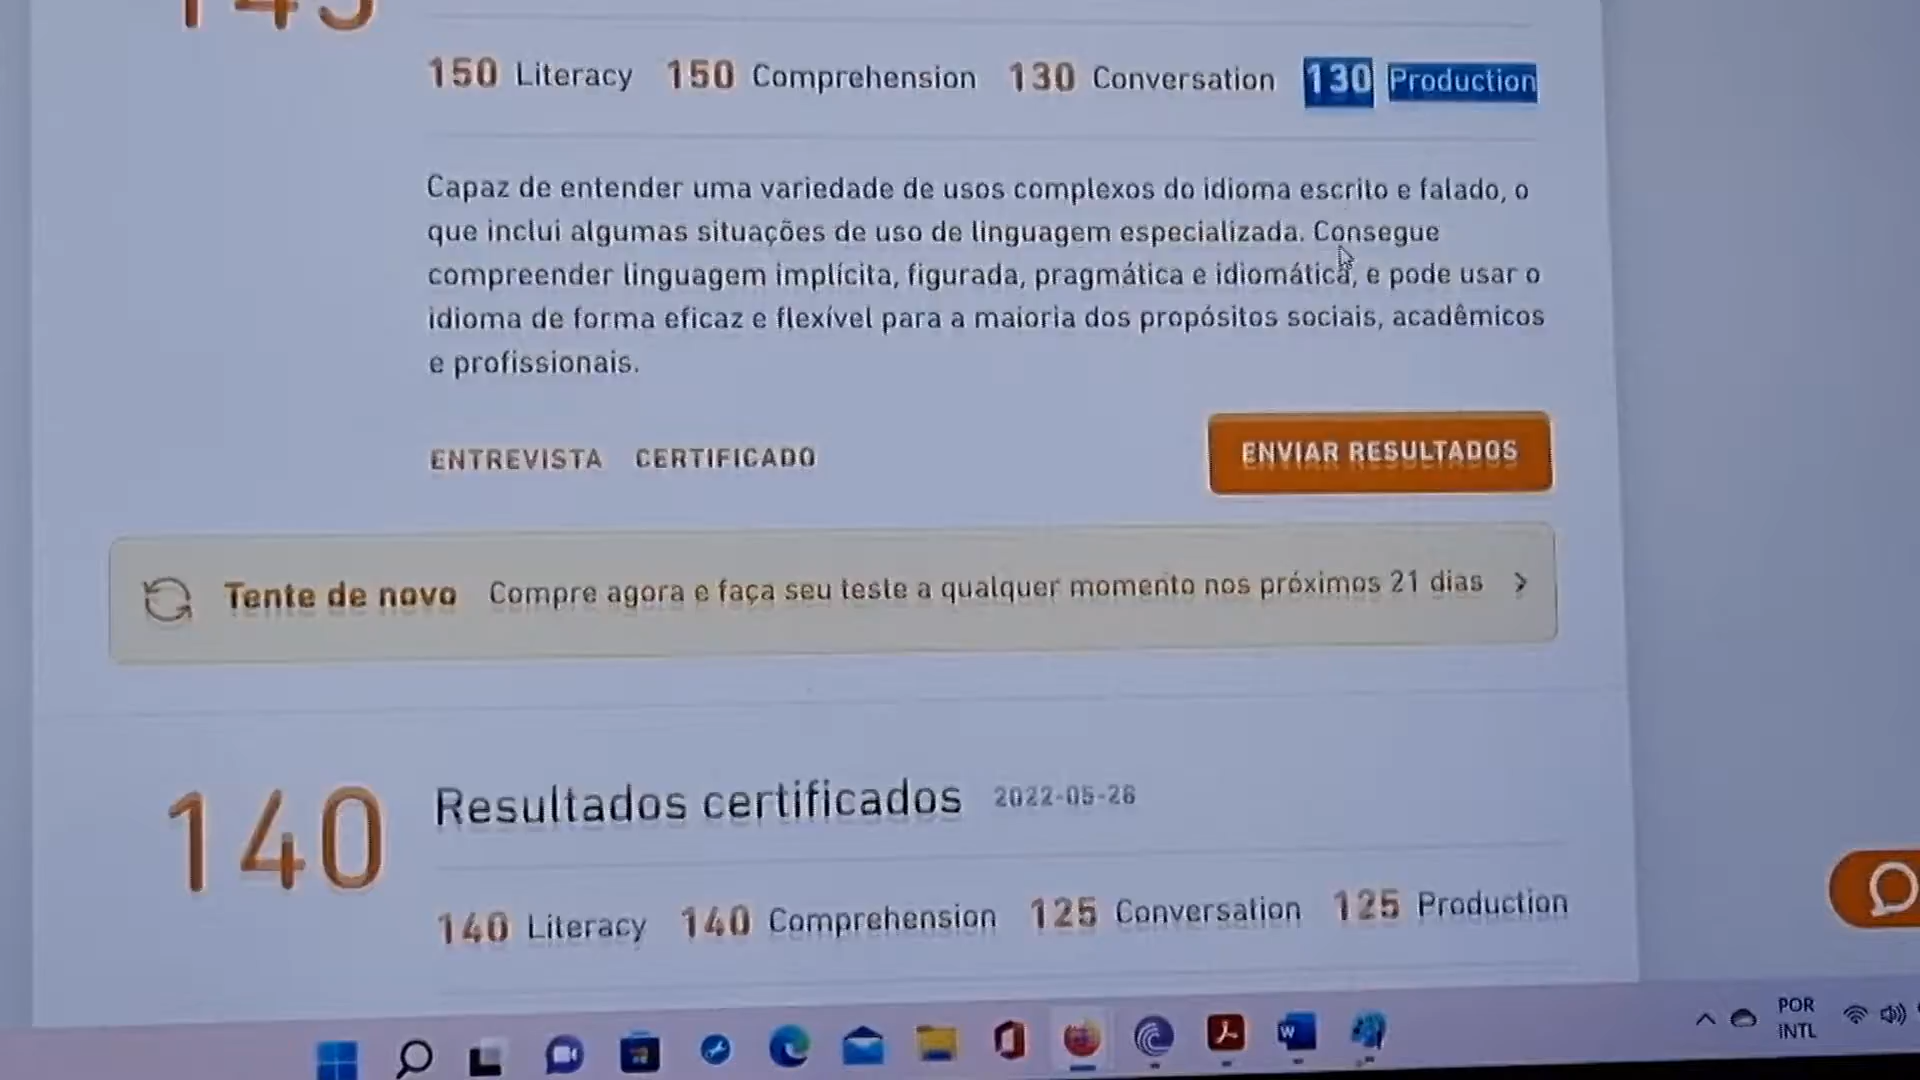 145
150 Literacy 150 Comprehension 130 Conversation 130 Production
Capaz de entender uma variedade de usos complexos do idioma escrito e falado, o
que inclui algumas situações de uso de linguagem especializada. Consegue
compreender linguagem implícita, figurada, pragmática e idiomática, e pode usar o
idioma de forma eficaz e flexível para a maioria dos propósitos sociais, acadêmicos
e profissionais.
ENTREVISTA CERTIFICADO ENVIAR RESULTADOS
Tente de novo Compre agora e faça seu teste a qualquer momento nos próximos 21 dias
140 Resultados certificados 2022-05-26
140 Literacy 140 Comprehension 125 Conversation 125 Production
POR
INTL